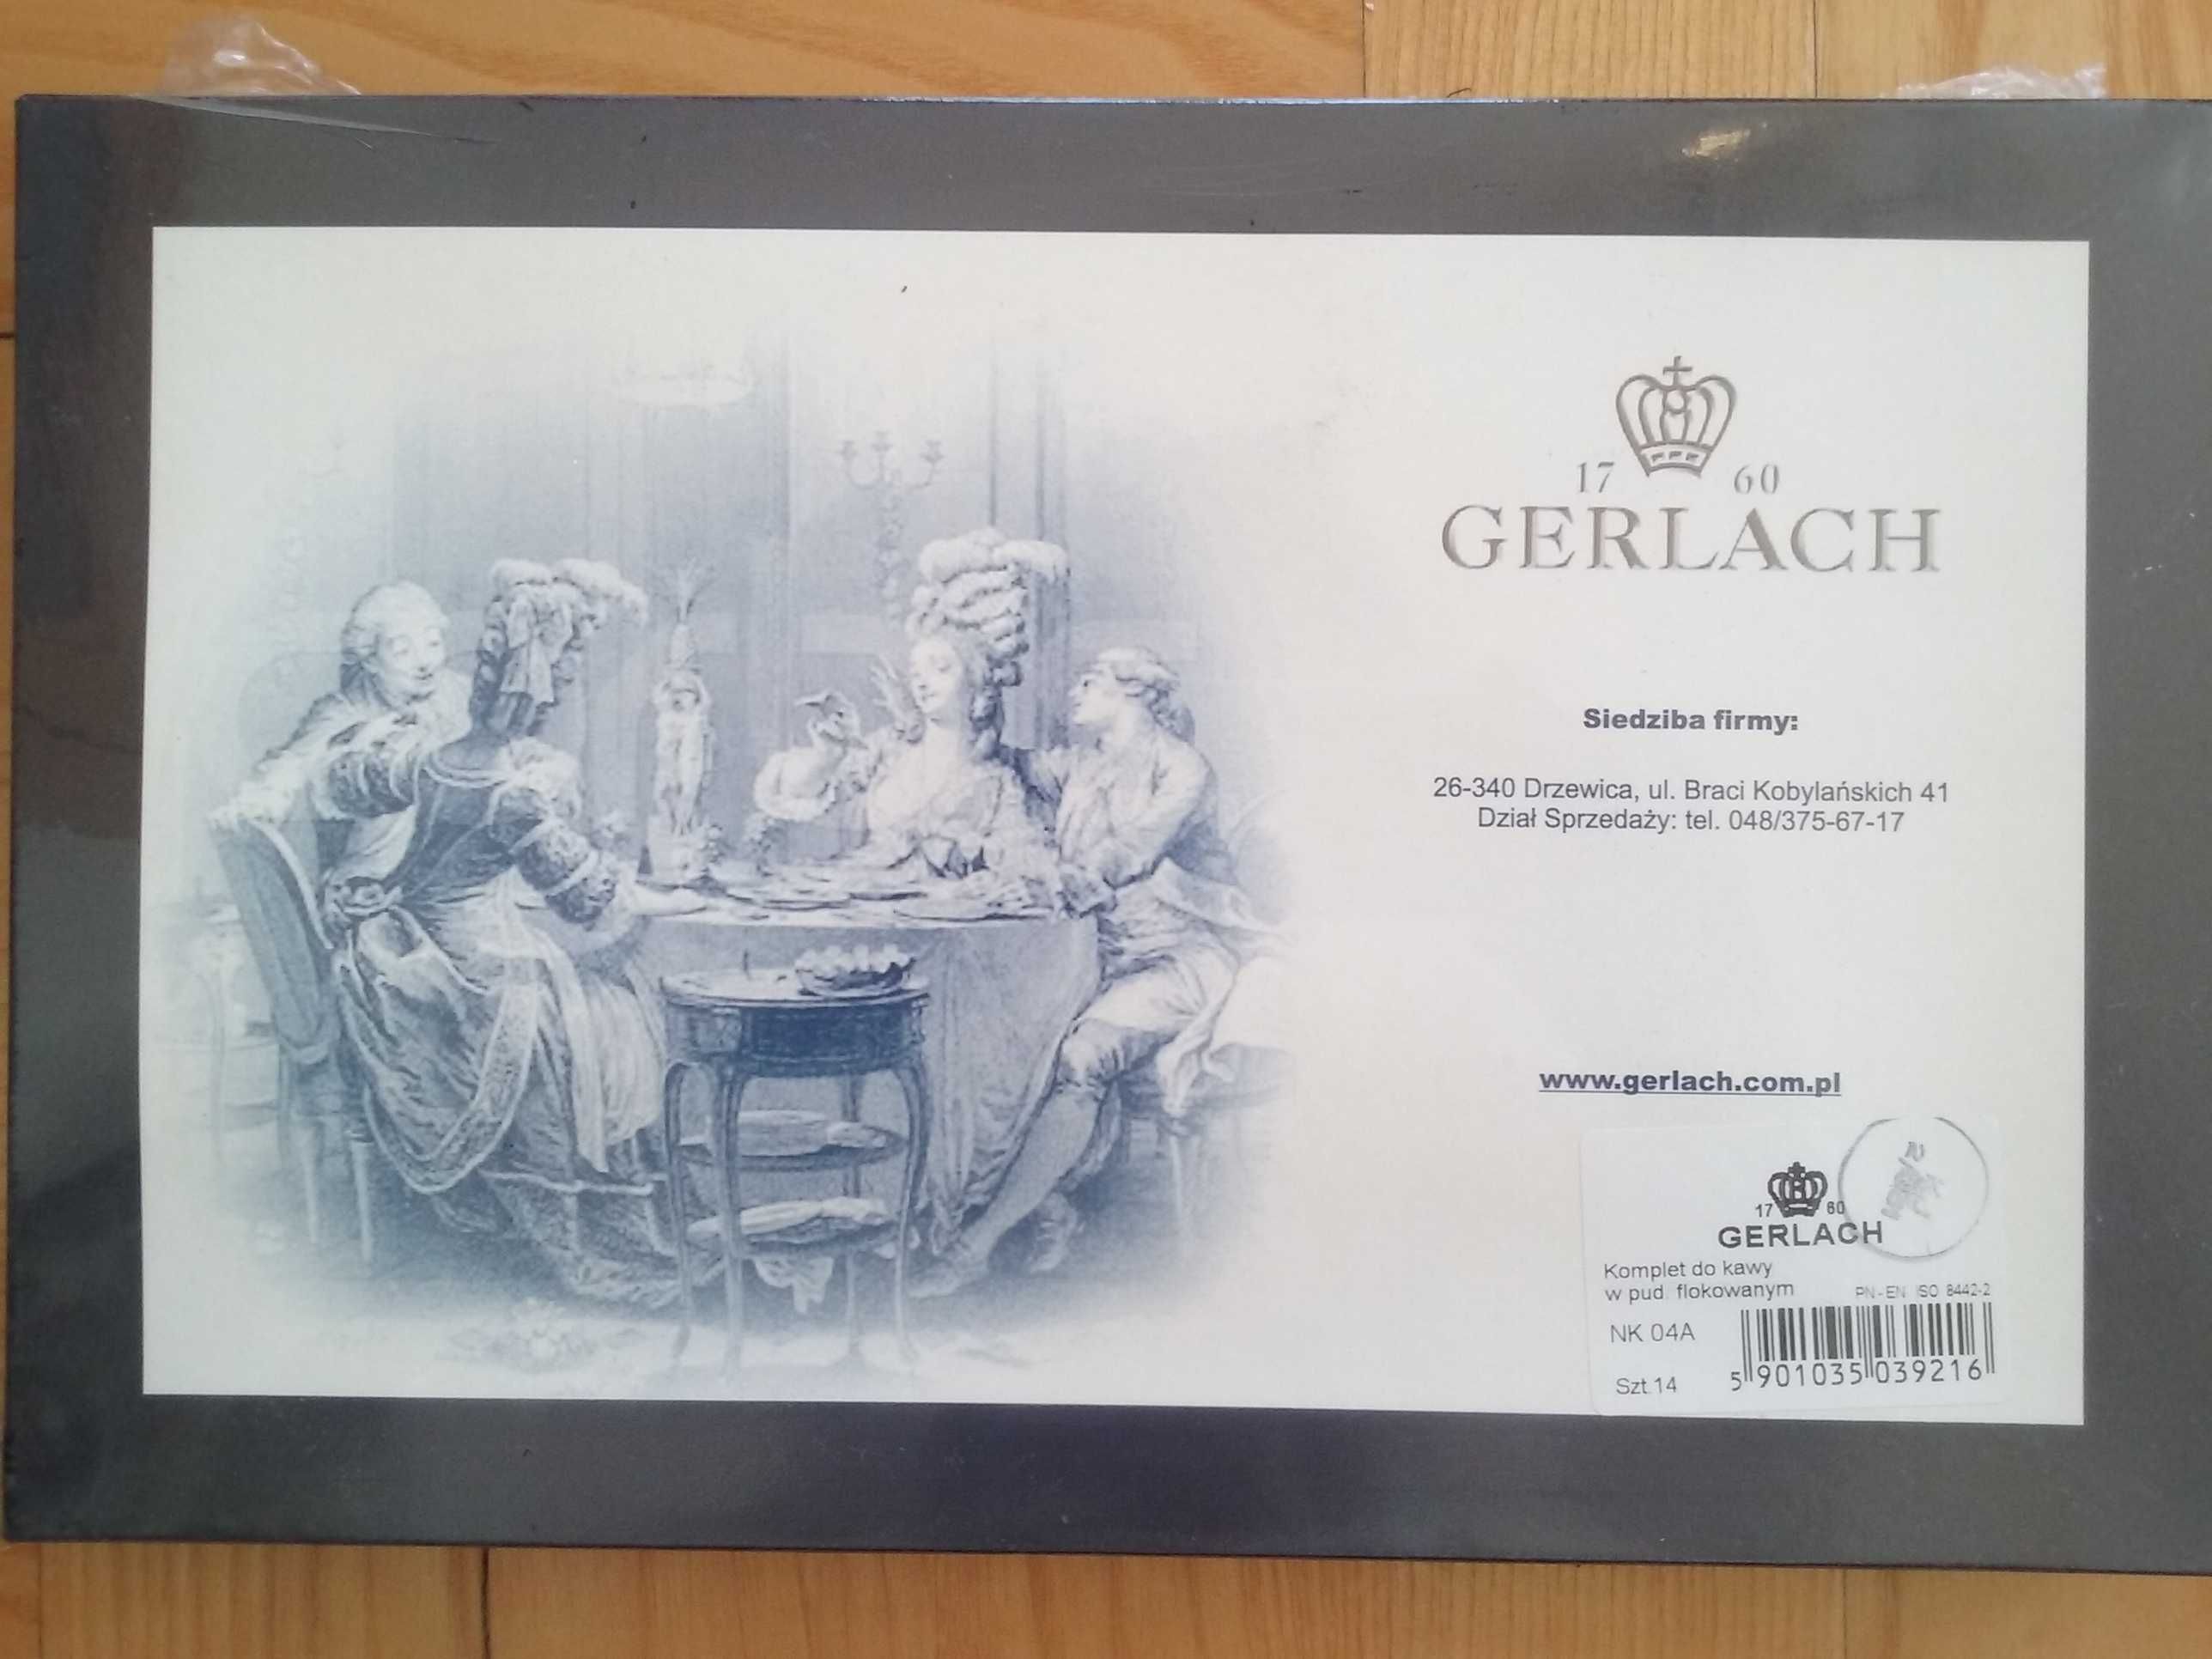 17 60
GERLACH
Siedziba firmy:
26-340 Drzewica, ul. Braci Kobylańskich 41
Dział Sprzedaży: tel. 048/375-67-17
www.gerlach.com.pl
17 60
GERLACH
Komplet do kawy
w pud. flokowanym PN-EN ISO 8442-2
NK 04A
Szt.14
5 901035 039216